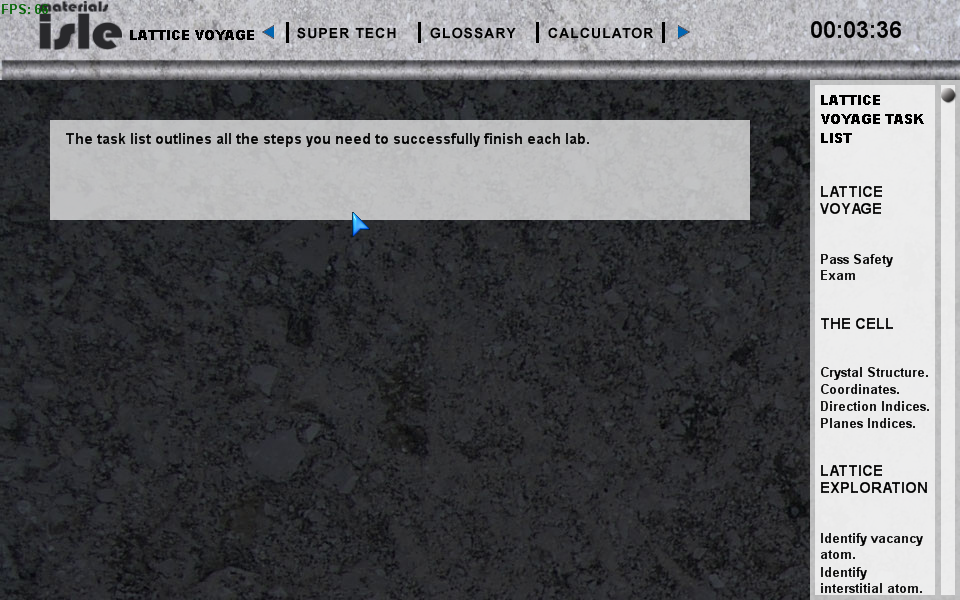 FPS: 60
materials
isle LATTICE VOYAGE SUPER TECH GLOSSARY CALCULATOR 00:03:36
The task list outlines all the steps you need to successfully finish each lab.
LATTICE
VOYAGE TASK
LIST
LATTICE
VOYAGE
Pass Safety
Exam
THE CELL
Crystal Structure.
Coordinates.
Direction Indices.
Planes Indices.
LATTICE
EXPLORATION
Identify vacancy
atom.
Identify
interstitial atom.